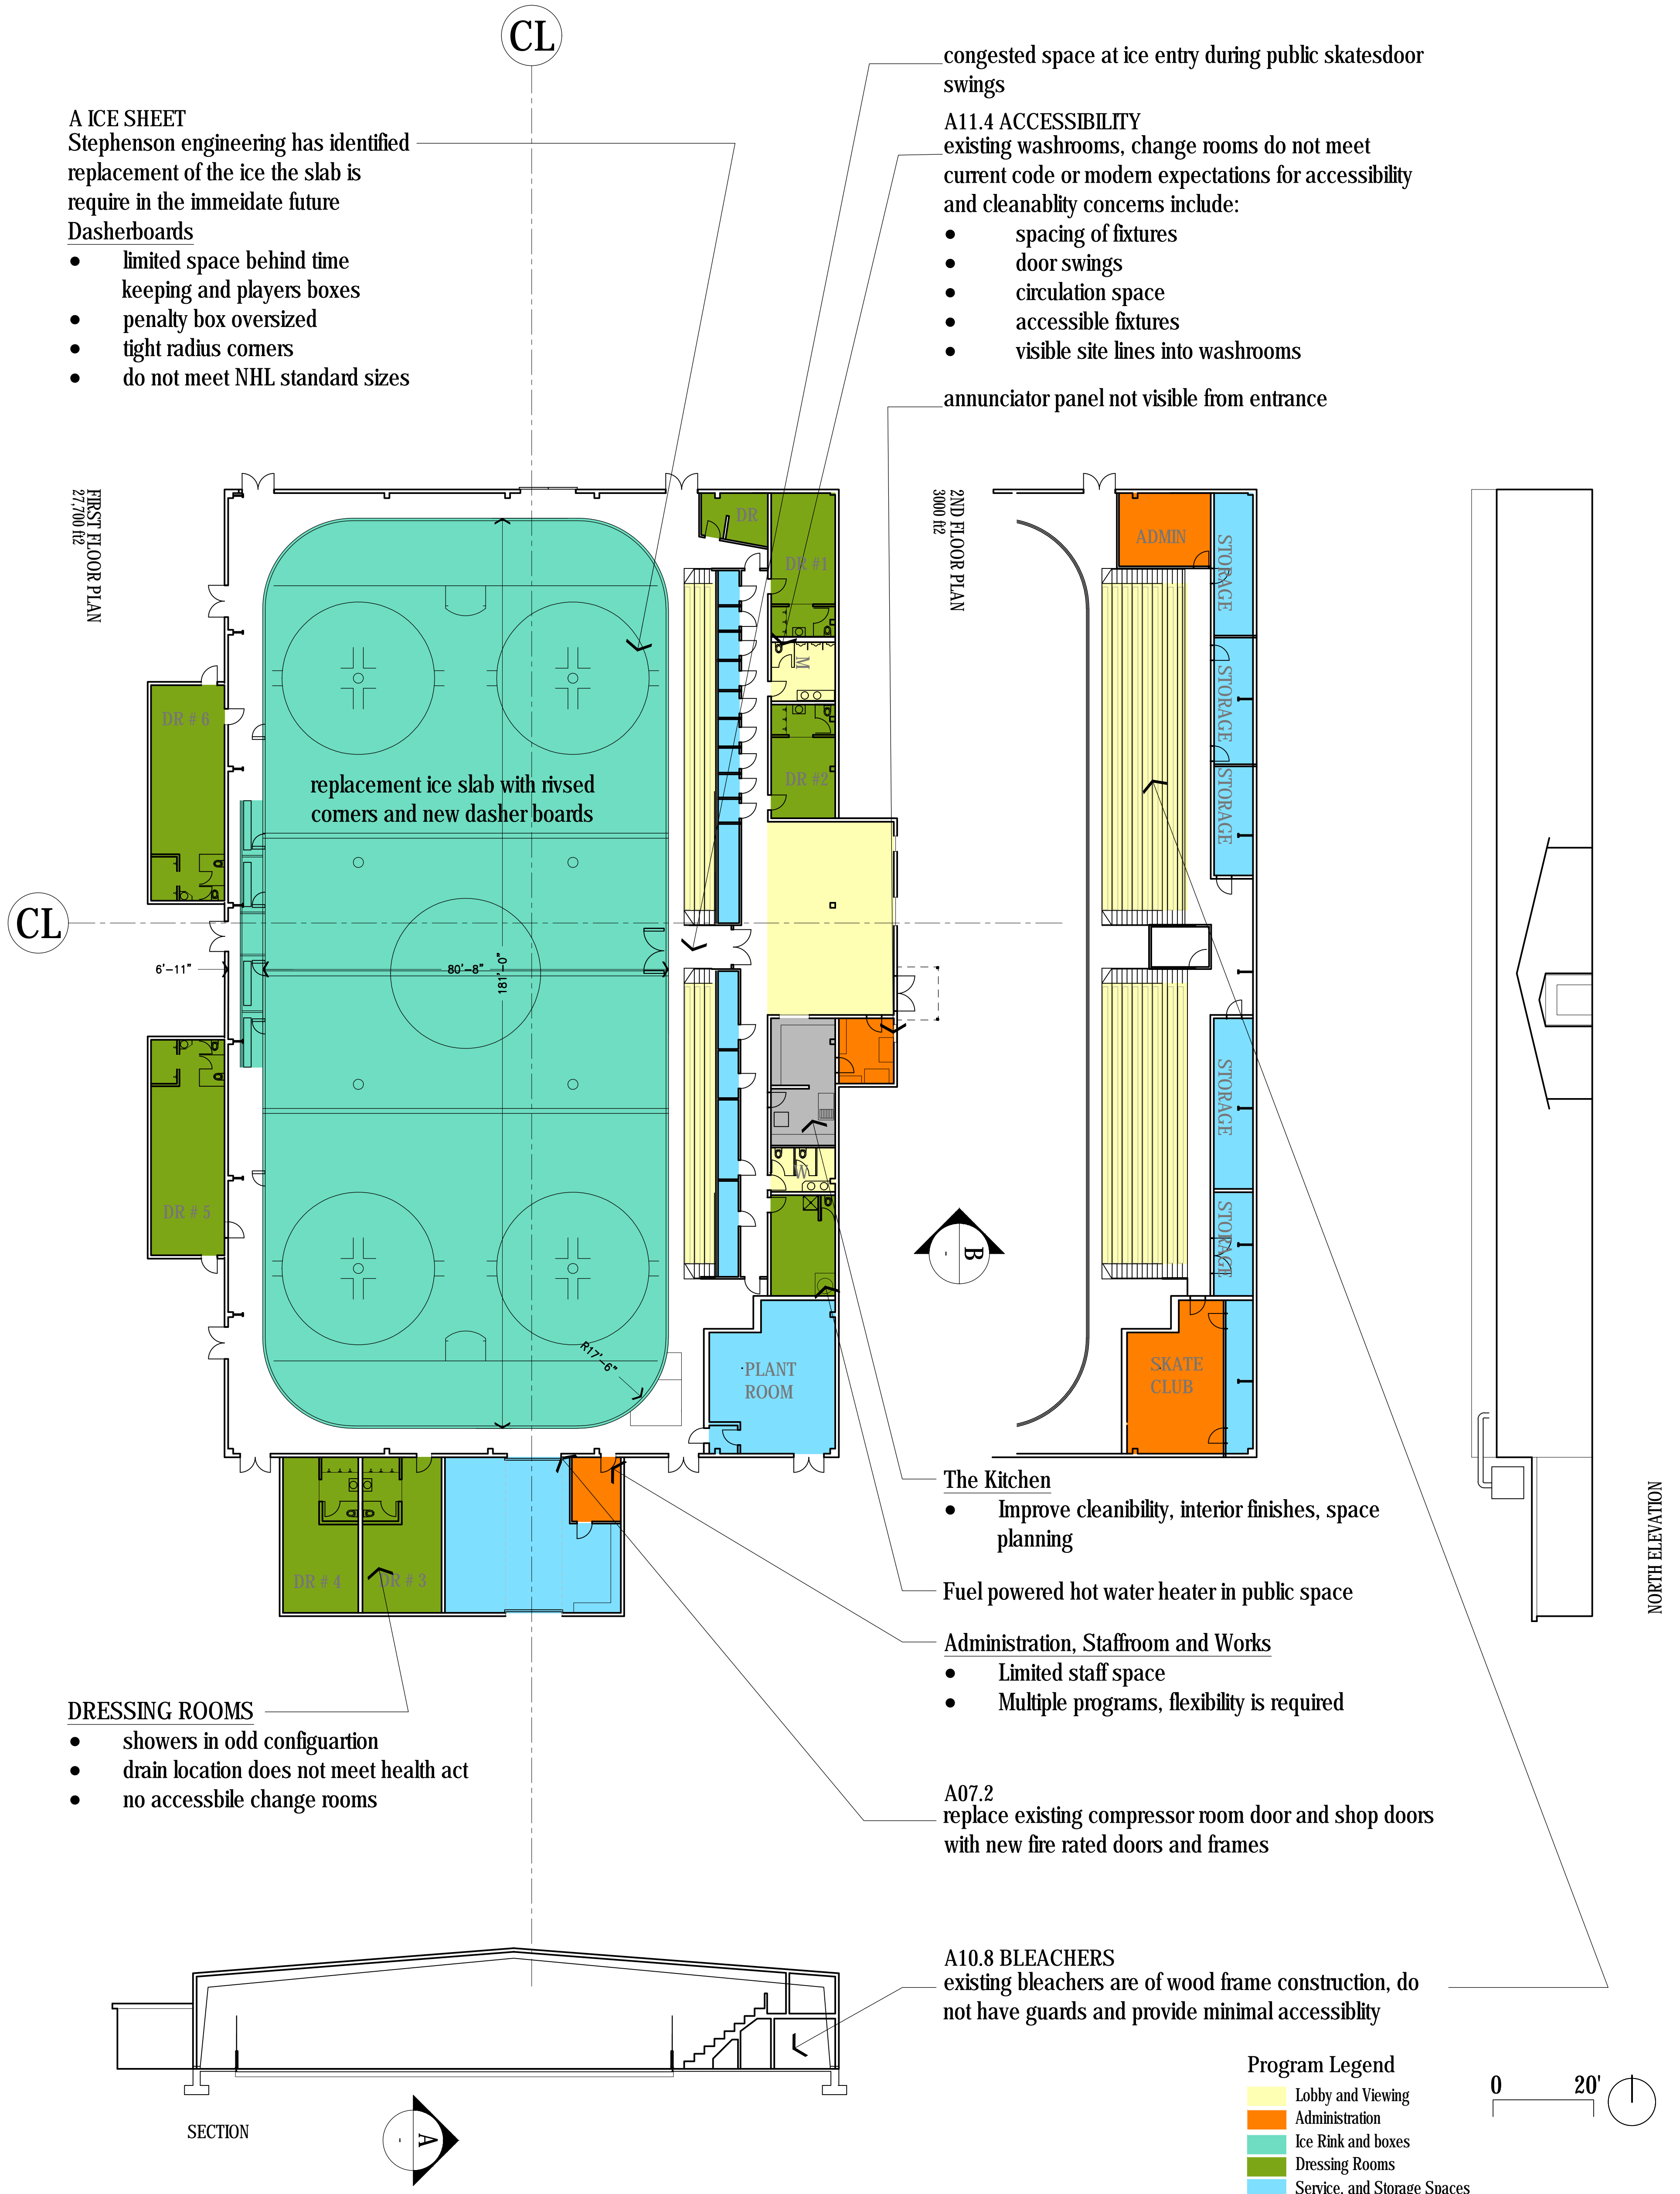 CL
congested space at ice entry during public skatesdoor
swings
A ICE SHEET
Stephenson engineering has identified
replacement of the ice the slab is
require in the immeidate future
Dasherboards
• limited space behind time
keeping and players boxes
• penalty box oversized
• tight radius corners
• do not meet NHL standard sizes
A11.4 ACCESSIBILITY
existing washrooms, change rooms do not meet
current code or modern expectations for accessibility
and cleanablity concerns include:
• spacing of fixtures
• door swings
• circulation space
• accessible fixtures
• visible site lines into washrooms
annunciator panel not visible from entrance
FIRST FLOOR PLAN
27,700 ft2
2ND FLOOR PLAN
3000 ft2
DR
DR #1
M
DR #2
ADMIN
STORAGE
STORAGE
STORAGE
DR # 6
replacement ice slab with rivsed
corners and new dasher boards
CL
6'-11"
80'-8"
181'-0"
STORAGE
W
DR # 5
B
-
STORAGE
R17'-6"
PLANT
ROOM
SKATE
CLUB
DR # 4
DR # 3
NORTH ELEVATION
The Kitchen
• Improve cleanibility, interior finishes, space
planning
Fuel powered hot water heater in public space
Administration, Staffroom and Works
• Limited staff space
• Multiple programs, flexibility is required
DRESSING ROOMS
• showers in odd configuartion
• drain location does not meet health act
• no accessbile change rooms
A07.2
replace existing compressor room door and shop doors
with new fire rated doors and frames
A10.8 BLEACHERS
existing bleachers are of wood frame construction, do
not have guards and provide minimal accessiblity
SECTION
A
-
Program Legend
Lobby and Viewing
Administration
Ice Rink and boxes
Dressing Rooms
Service, and Storage Spaces
0 20'